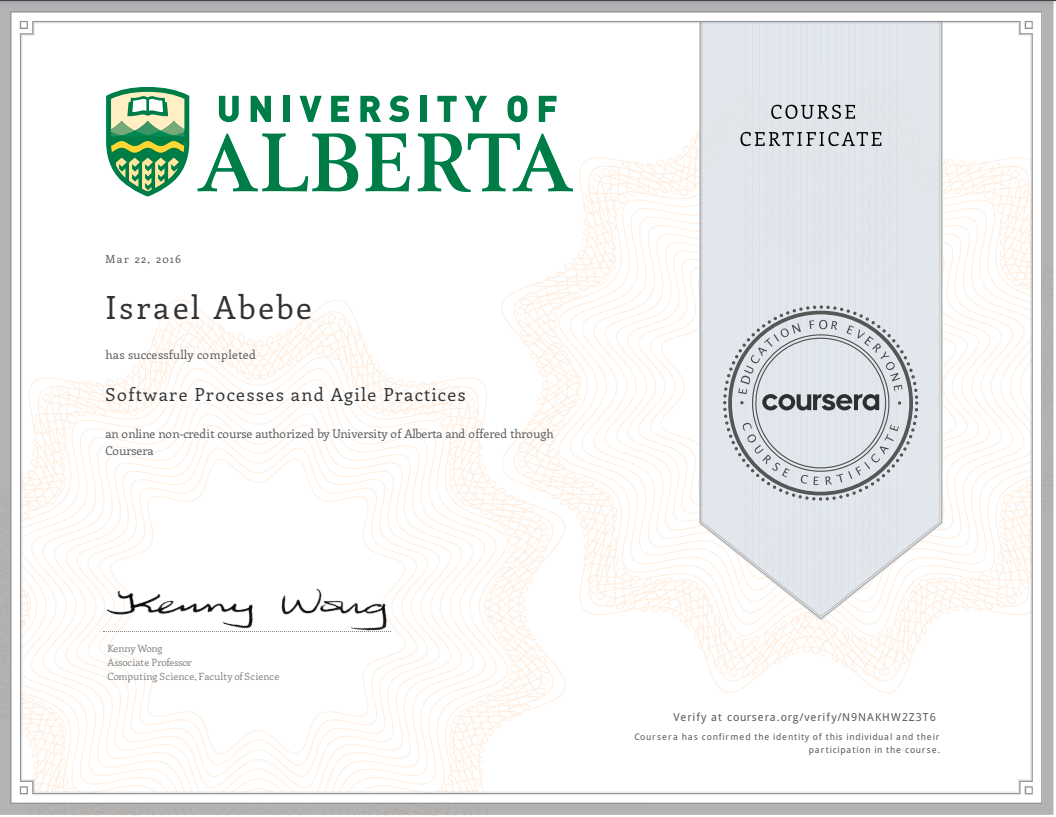 UNIVERSITY OF
ALBERTA
COURSE
CERTIFICATE
Mar 22, 2016
Israel Abebe
has successfully completed
Software Processes and Agile Practices
an online non-credit course authorized by University of Alberta and offered through
Coursera
EDUCATION FOR EVERYONE
coursera
COURSE CERTIFICATE
Kenny Wong
Kenny Wong
Associate Professor
Computing Science, Faculty of Science
Verify at coursera.org/verify/N9NAKHW2Z3T6
Coursera has confirmed the identity of this individual and their
participation in the course.